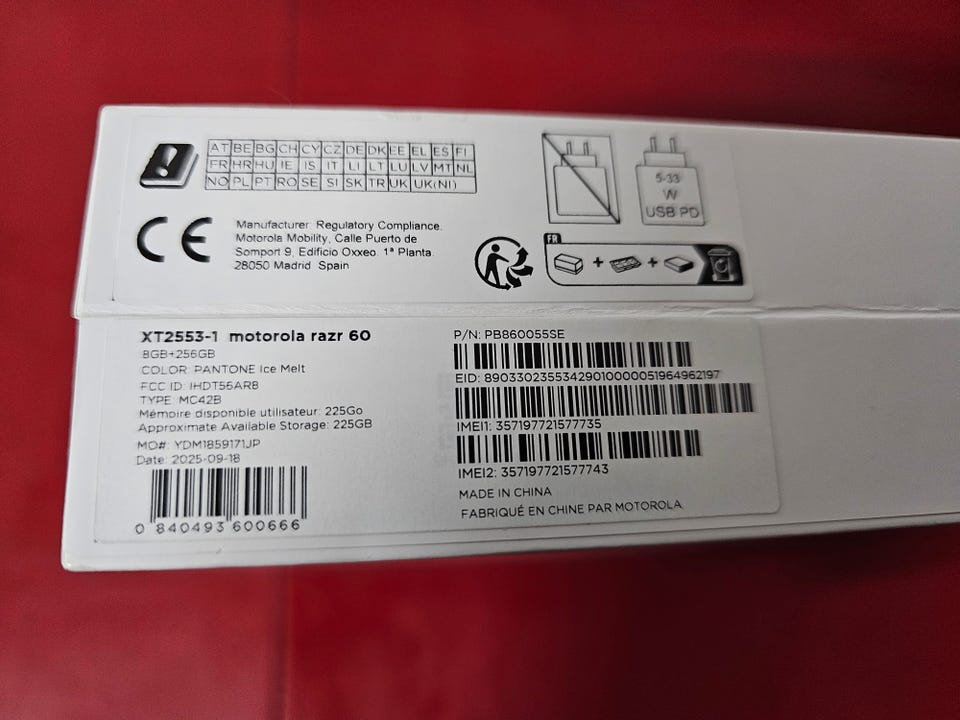 AT BE BG CH CY CZ DE DK EE EL ES FI
FR HR HU IE IS IT LI LT LU LV MT NL
NO PL PT RO SE SI SK TR UK UK(NI)
5-33
W
USB PD
CE
Manufacturer: Regulatory Compliance.
Motorola Mobility, Calle Puerto de
Somport 9, Edificio Oxxeo. 1ª Planta.
28050 Madrid Spain
FR
XT2553-1 motorola razr 60
8GB+256GB
COLOR: PANTONE Ice Melt
FCC ID: IHDT56AR8
TYPE: MC42B
Mémoire disponible utilisateur: 225Go
Approximate Available Storage: 225GB
MO#: YDM1859171JP
Date: 2025-09-18
0 840493 600666
P/N: PB860055SE
EID: 89033023553429010000051964962197
IMEI1: 357197721577735
IMEI2: 357197721577743
MADE IN CHINA
FABRIQUÉ EN CHINE PAR MOTOROLA